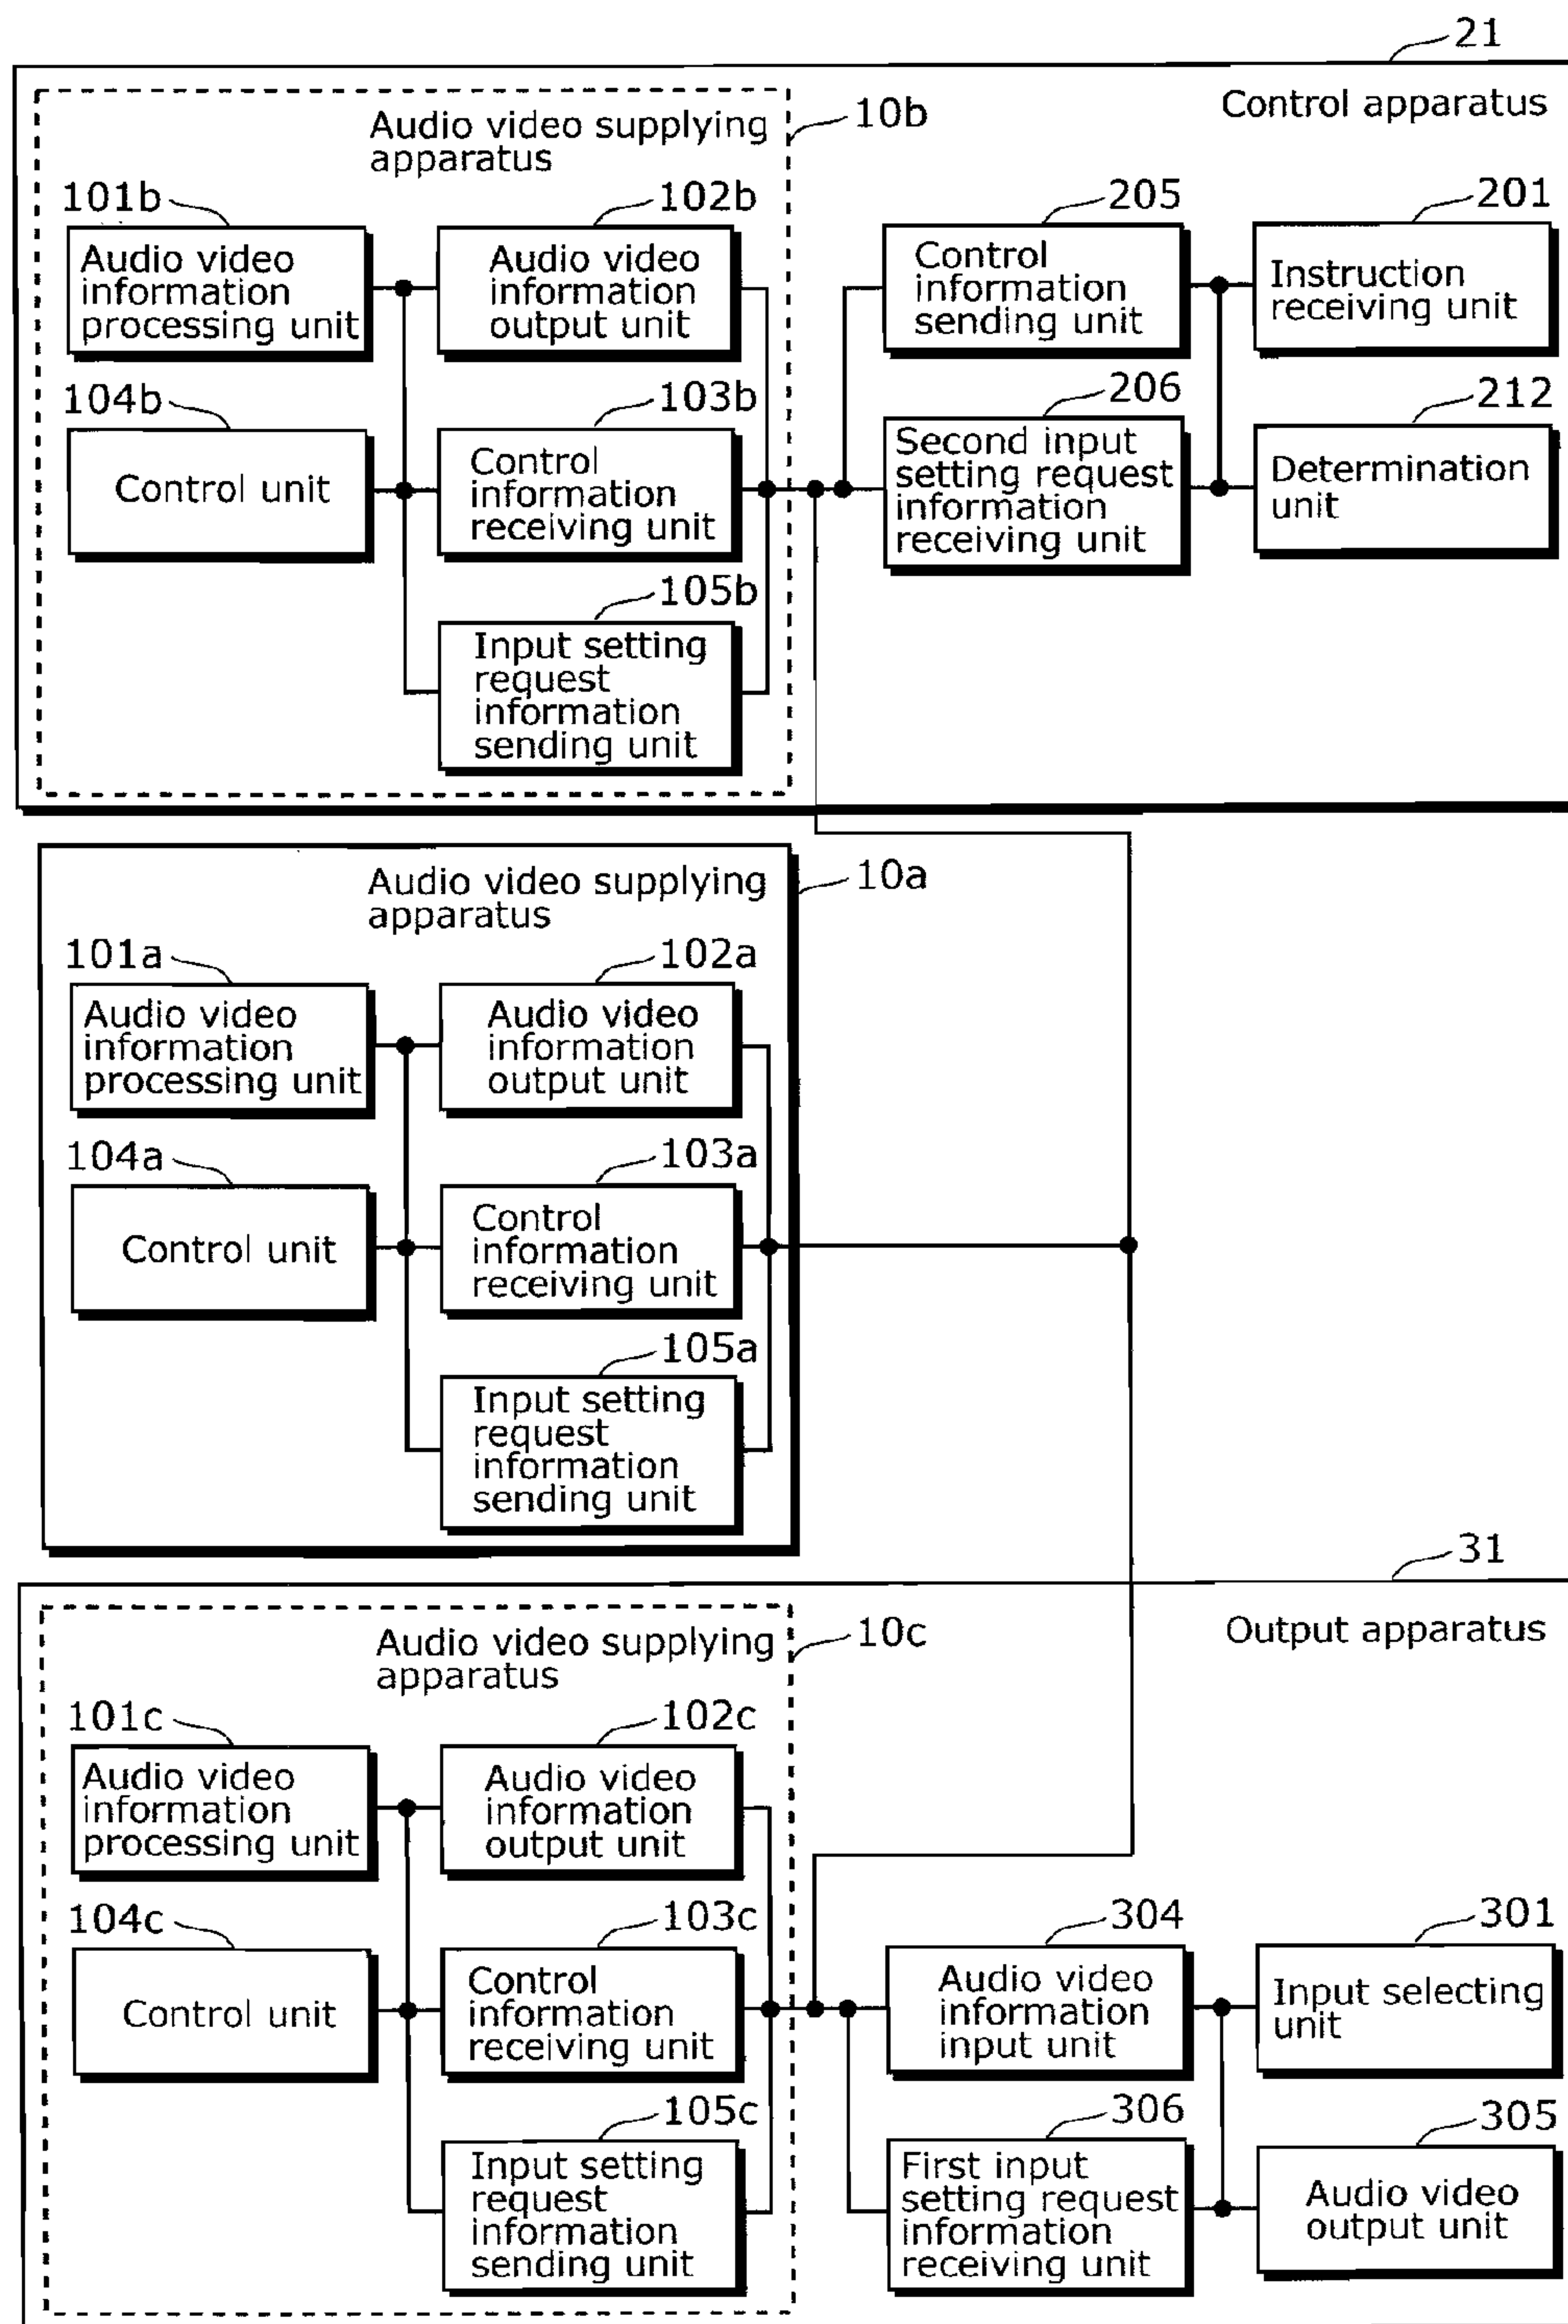 21
Control apparatus
Audio video supplying
apparatus
10b
101b
Audio video
information
processing unit
102b
Audio video
information
output unit
205
Control
information
sending unit
201
Instruction
receiving unit
104b
Control unit
103b
Control
information
receiving unit
206
Second input
setting request
information
receiving unit
212
Determination
unit
105b
Input setting
request
information
sending unit
Audio video supplying
apparatus
10a
101a
Audio video
information
processing unit
102a
Audio video
information
output unit
104a
Control unit
103a
Control
information
receiving unit
105a
Input setting
request
information
sending unit
31
Output apparatus
Audio video supplying
apparatus
10c
101c
Audio video
information
processing unit
102c
Audio video
information
output unit
104c
Control unit
103c
Control
information
receiving unit
304
Audio video
information
input unit
301
Input selecting
unit
105c
Input setting
request
information
sending unit
306
First input
setting request
information
receiving unit
305
Audio video
output unit